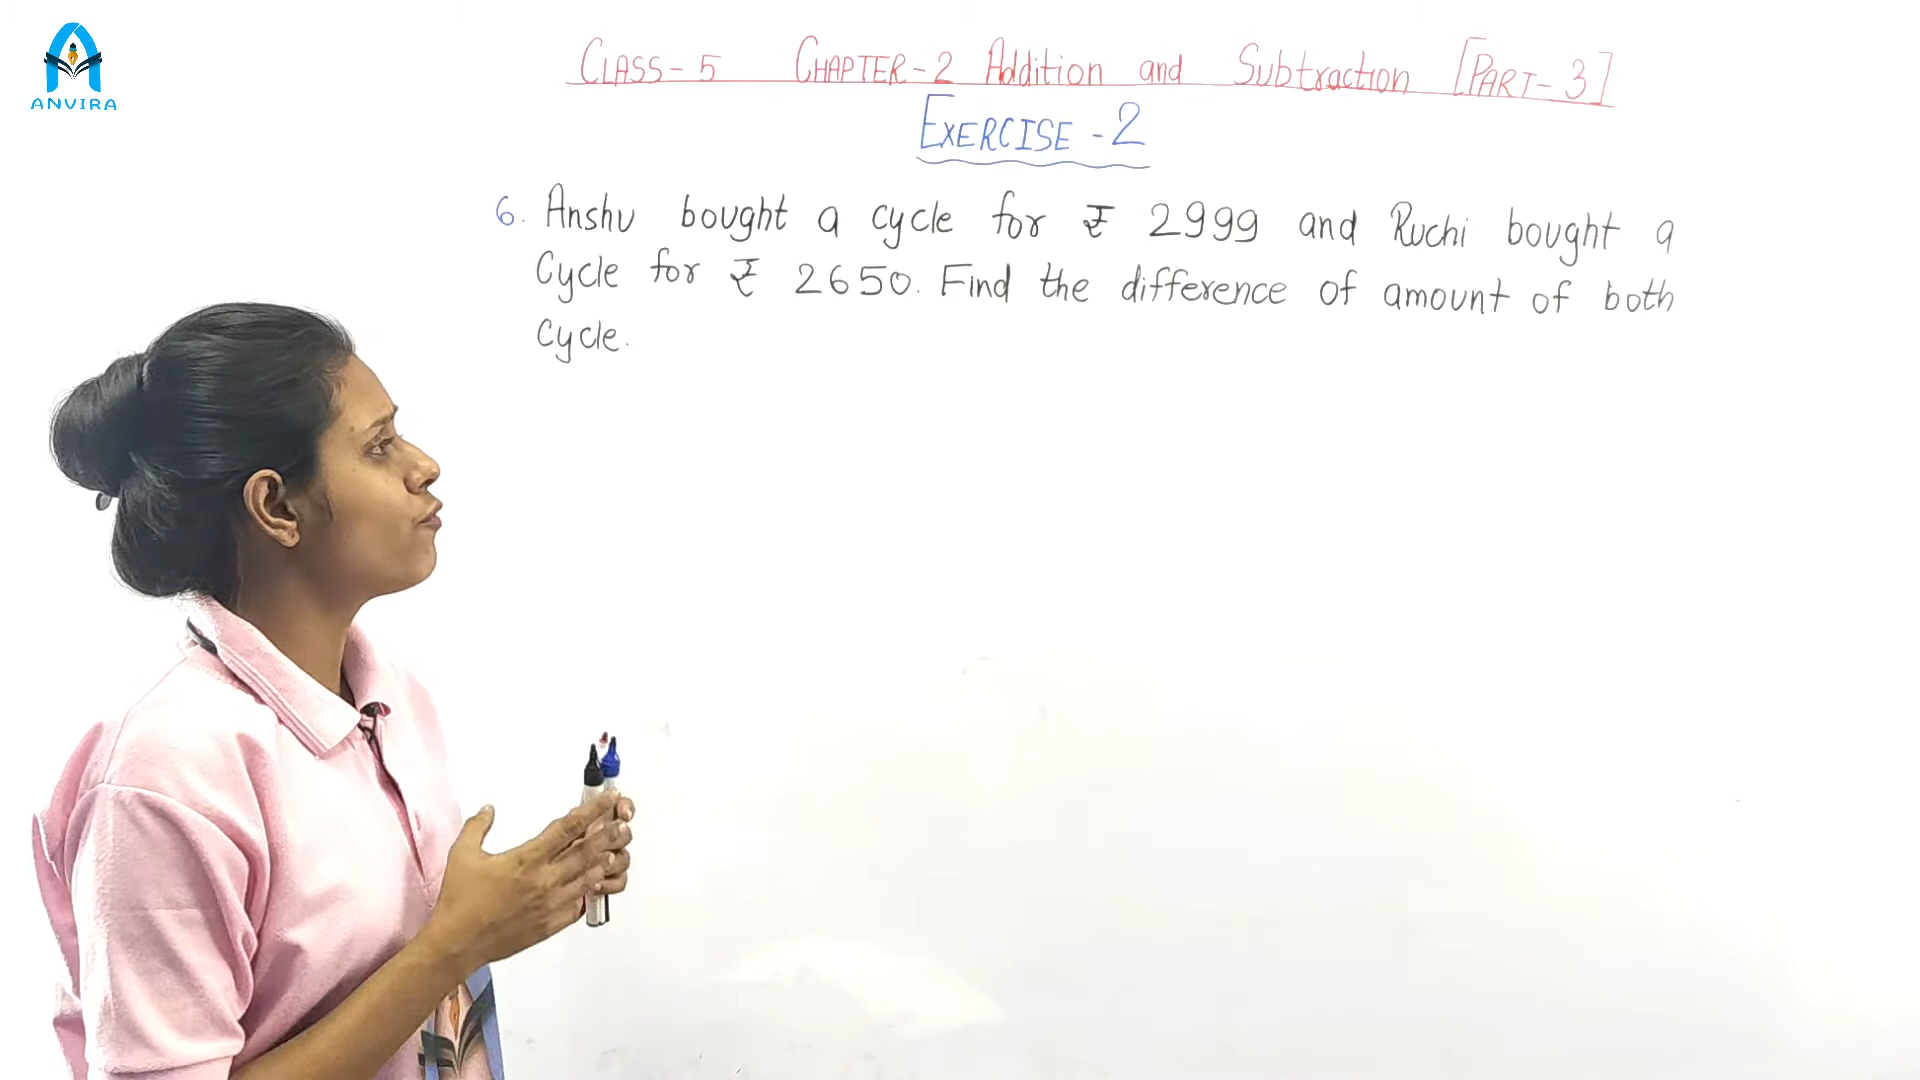 ANVIRA
CLASS-5 CHAPTER-2 Addition and Subtraction [PART-3]
EXERCISE-2
6. Anshu bought a cycle for ₹ 2999 and Ruchi bought a
Cycle for ₹ 2650. Find the difference of amount of both
Cycle.